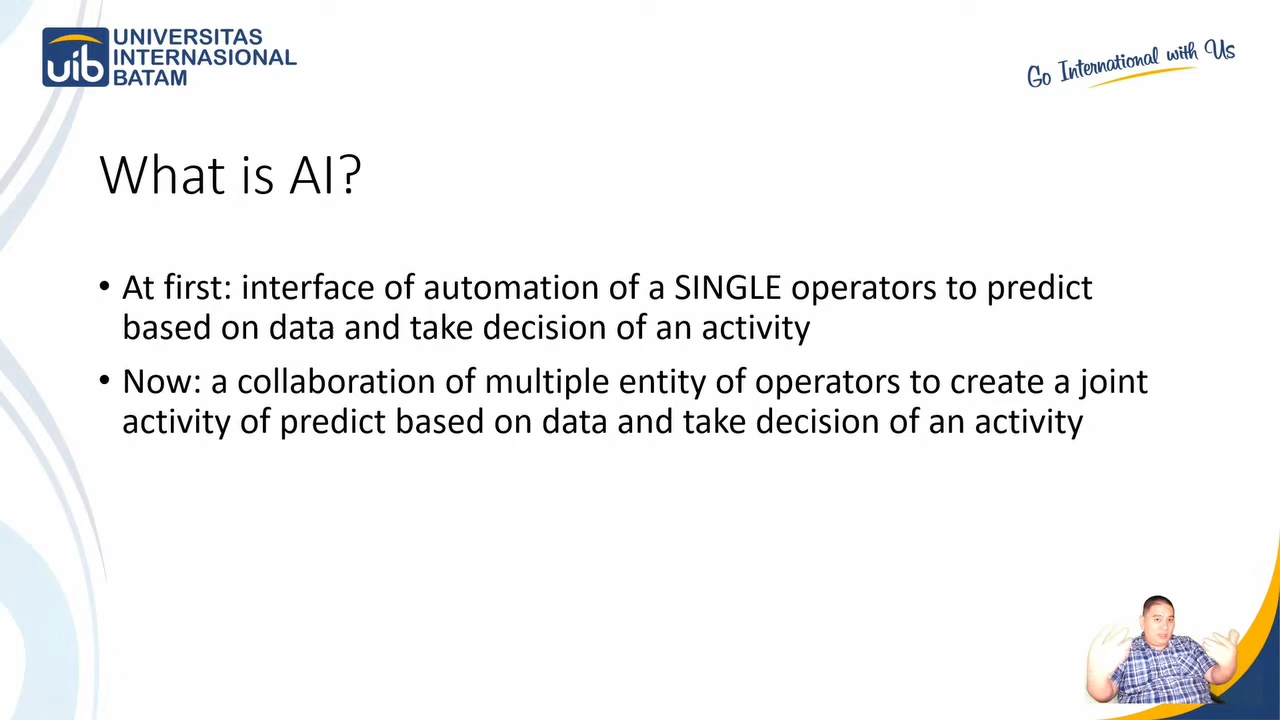 uib
UNIVERSITAS
INTERNASIONAL
BATAM
Go International with Us
What is AI?
• At first: interface of automation of a SINGLE operators to predict
based on data and take decision of an activity
• Now: a collaboration of multiple entity of operators to create a joint
activity of predict based on data and take decision of an activity